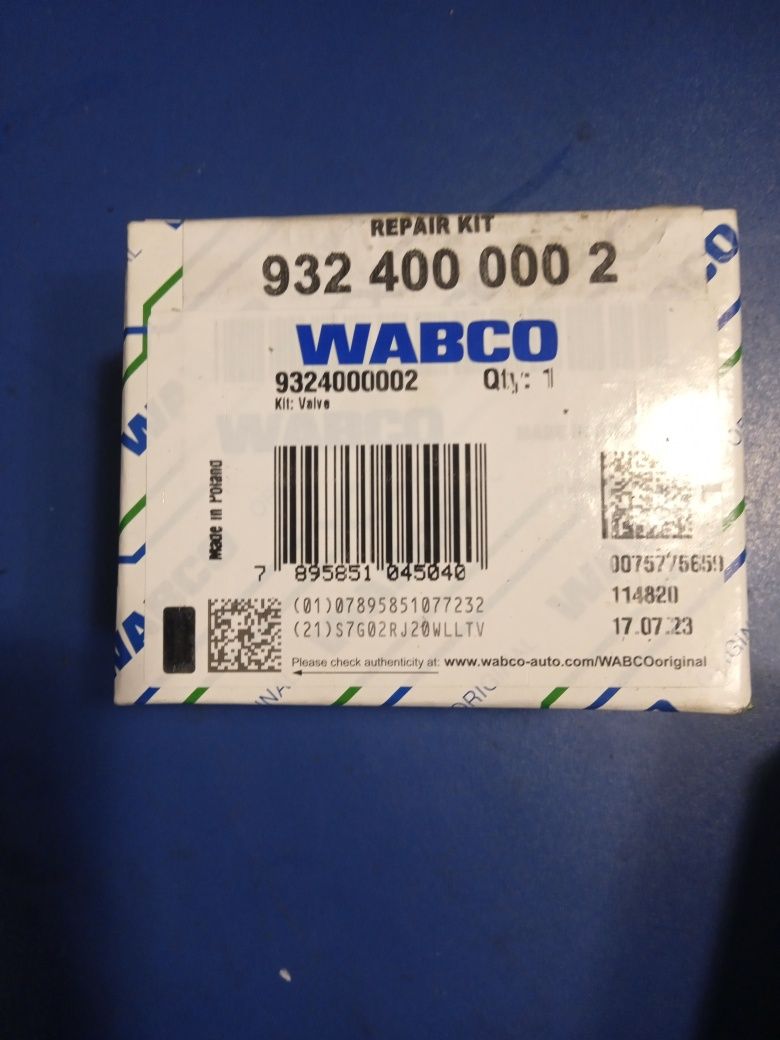 REPAIR KIT
932 400 000 2
WABCO
9324000002 Qty: 1
Kit: Valve
Made in Poland
7 895851 045040
0075775659
114820
17.07.23
(01)07895851077232
(21)S7G02RJ20WLLTV
Please check authenticity at: www.wabco-auto.com/WABCOoriginal